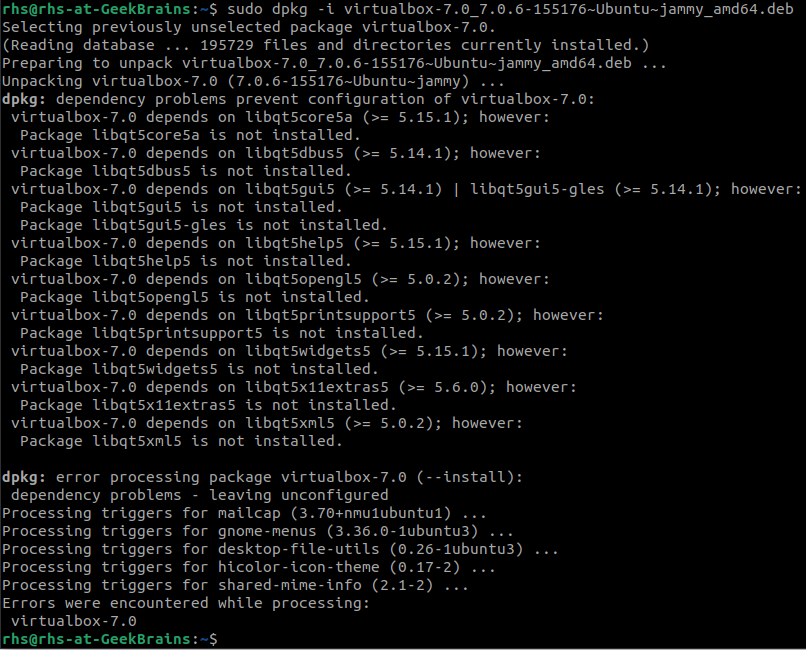 rhs@rhs-at-GeekBrains:~$ sudo dpkg -i virtualbox-7.0_7.0.6-155176~Ubuntu~jammy_amd64.deb
Selecting previously unselected package virtualbox-7.0.
(Reading database ... 195729 files and directories currently installed.)
Preparing to unpack virtualbox-7.0_7.0.6-155176~Ubuntu~jammy_amd64.deb ...
Unpacking virtualbox-7.0 (7.0.6-155176~Ubuntu~jammy) ...
dpkg: dependency problems prevent configuration of virtualbox-7.0:
 virtualbox-7.0 depends on libqt5core5a (>= 5.15.1); however:
  Package libqt5core5a is not installed.
 virtualbox-7.0 depends on libqt5dbus5 (>= 5.14.1); however:
  Package libqt5dbus5 is not installed.
 virtualbox-7.0 depends on libqt5gui5 (>= 5.14.1) | libqt5gui5-gles (>= 5.14.1); however:
  Package libqt5gui5 is not installed.
  Package libqt5gui5-gles is not installed.
 virtualbox-7.0 depends on libqt5help5 (>= 5.15.1); however:
  Package libqt5help5 is not installed.
 virtualbox-7.0 depends on libqt5opengl5 (>= 5.0.2); however:
  Package libqt5opengl5 is not installed.
 virtualbox-7.0 depends on libqt5printsupport5 (>= 5.0.2); however:
  Package libqt5printsupport5 is not installed.
 virtualbox-7.0 depends on libqt5widgets5 (>= 5.15.1); however:
  Package libqt5widgets5 is not installed.
 virtualbox-7.0 depends on libqt5x11extras5 (>= 5.6.0); however:
  Package libqt5x11extras5 is not installed.
 virtualbox-7.0 depends on libqt5xml5 (>= 5.0.2); however:
  Package libqt5xml5 is not installed.

dpkg: error processing package virtualbox-7.0 (--install):
 dependency problems - leaving unconfigured
Processing triggers for mailcap (3.70+nmu1ubuntu1) ...
Processing triggers for gnome-menus (3.36.0-1ubuntu3) ...
Processing triggers for desktop-file-utils (0.26-1ubuntu3) ...
Processing triggers for hicolor-icon-theme (0.17-2) ...
Processing triggers for shared-mime-info (2.1-2) ...
Errors were encountered while processing:
 virtualbox-7.0
rhs@rhs-at-GeekBrains:~$